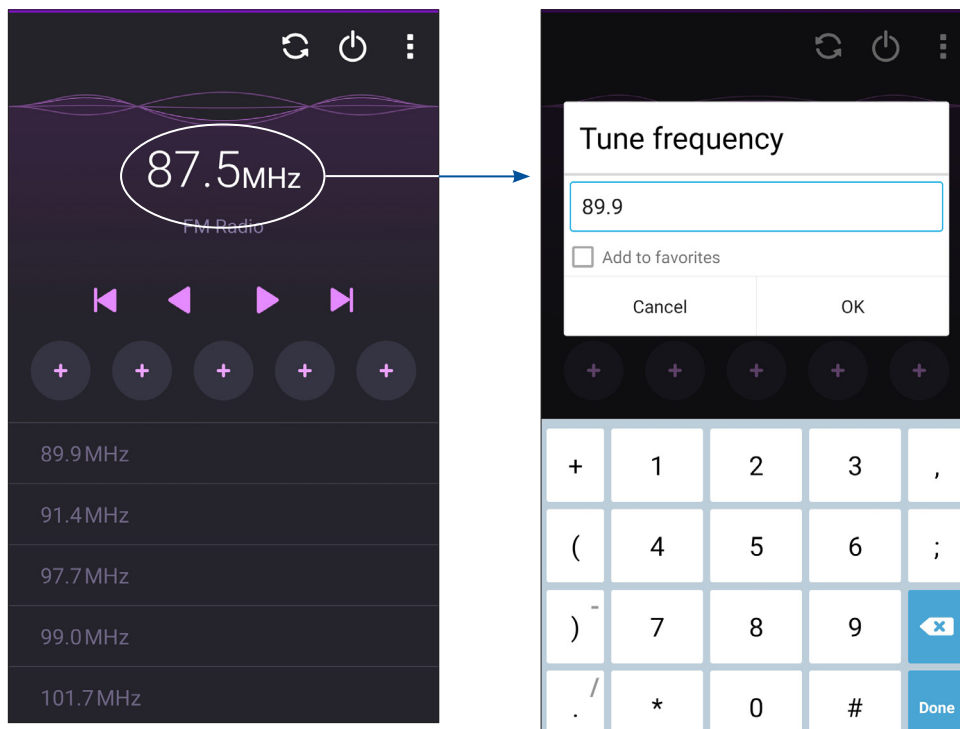 87.5MHz
FM Radio
+ + + + +
89.9MHz
91.4MHz
97.7MHz
99.0MHz
101.7MHz
Tune frequency
89.9
Add to favorites
Cancel OK
+ + + + +
+ 1 2 3 ,
( 4 5 6 ;
) - 7 8 9
. / * 0 # Done